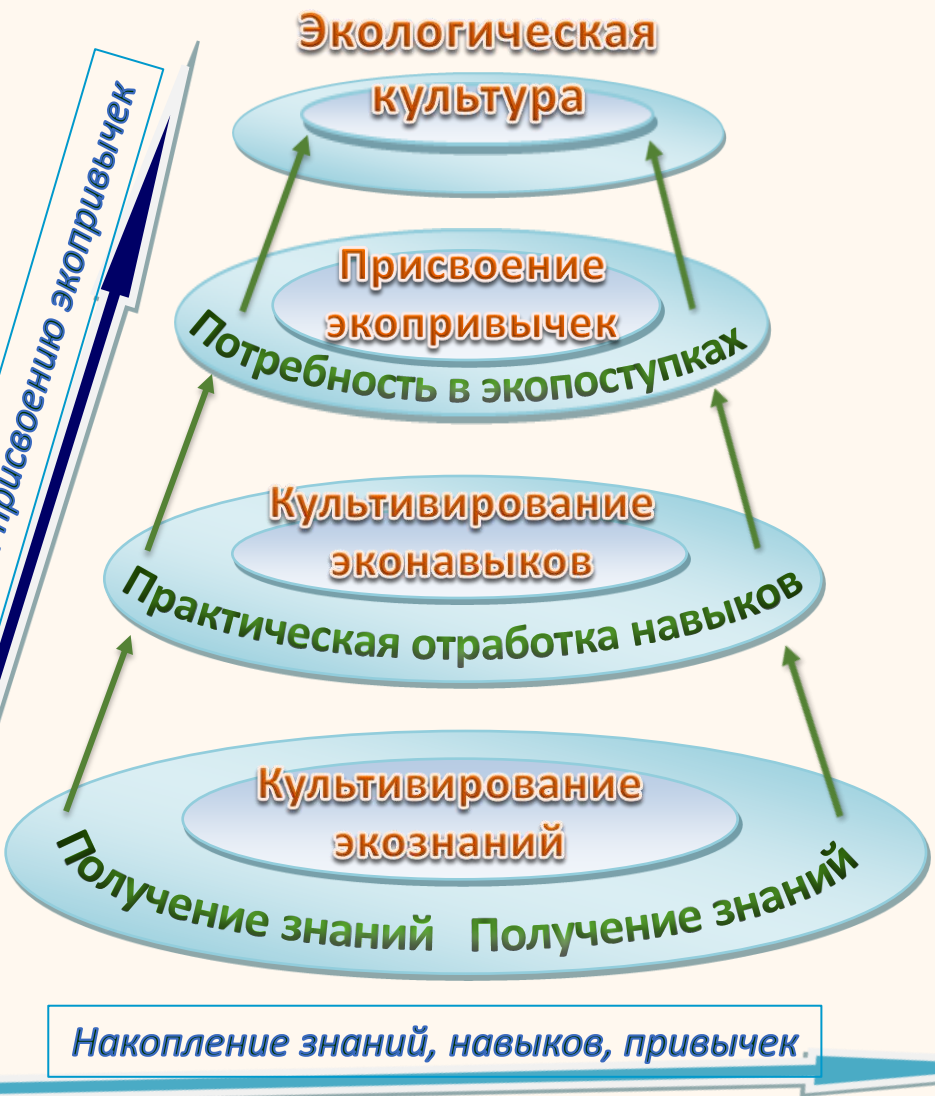 Экологическая
культура
Присвоение
экопривычек
Потребность в экопоступках
Культивирование
эконавыков
Практическая отработка навыков
Культивирование
экознаний
Получение знаний Получение знаний
Накопление знаний, навыков, привычек
присвоению экопривычек